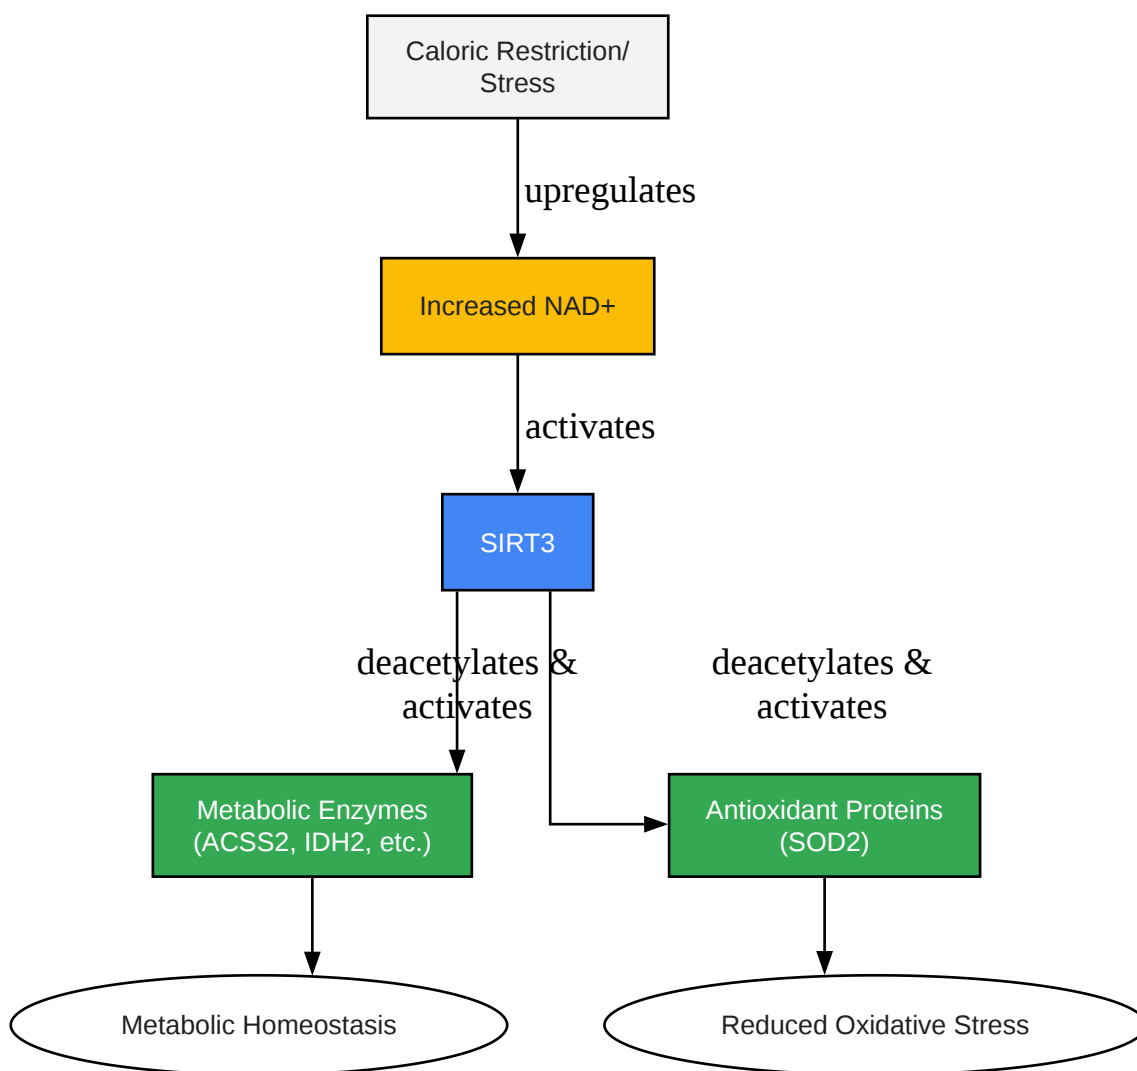 Caloric Restriction/
Stress
upregulates
Increased NAD+
activates
SIRT3
deacetylates &
activates
deacetylates &
activates
Metabolic Enzymes
(ACSS2, IDH2, etc.)
Antioxidant Proteins
(SOD2)
Metabolic Homeostasis
Reduced Oxidative Stress